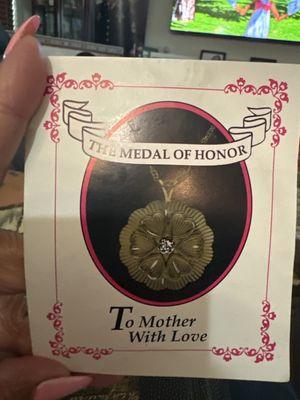 THE MEDAL OF HONOR
To Mother
With Love